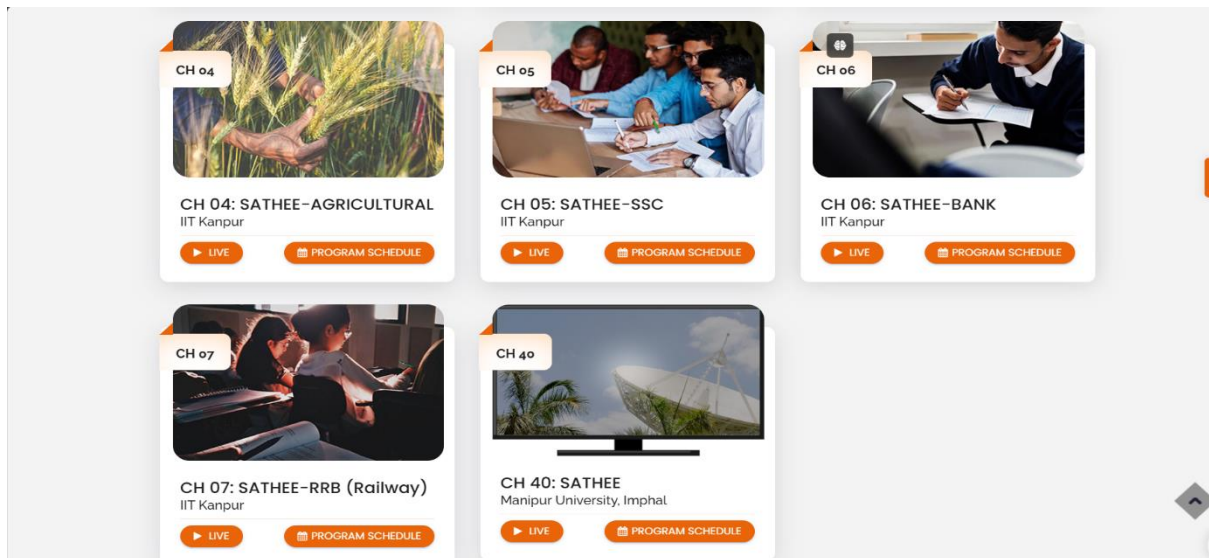 CH 04
CH 05
CH 06
CH 04: SATHEE-AGRICULTURAL
IIT Kanpur
LIVE
PROGRAM SCHEDULE
CH 05: SATHEE-SSC
IIT Kanpur
LIVE
PROGRAM SCHEDULE
CH 06: SATHEE-BANK
IIT Kanpur
LIVE
PROGRAM SCHEDULE
CH 07
CH 40
CH 07: SATHEE-RRB (Railway)
IIT Kanpur
LIVE
PROGRAM SCHEDULE
CH 40: SATHEE
Manipur University, Imphal
LIVE
PROGRAM SCHEDULE